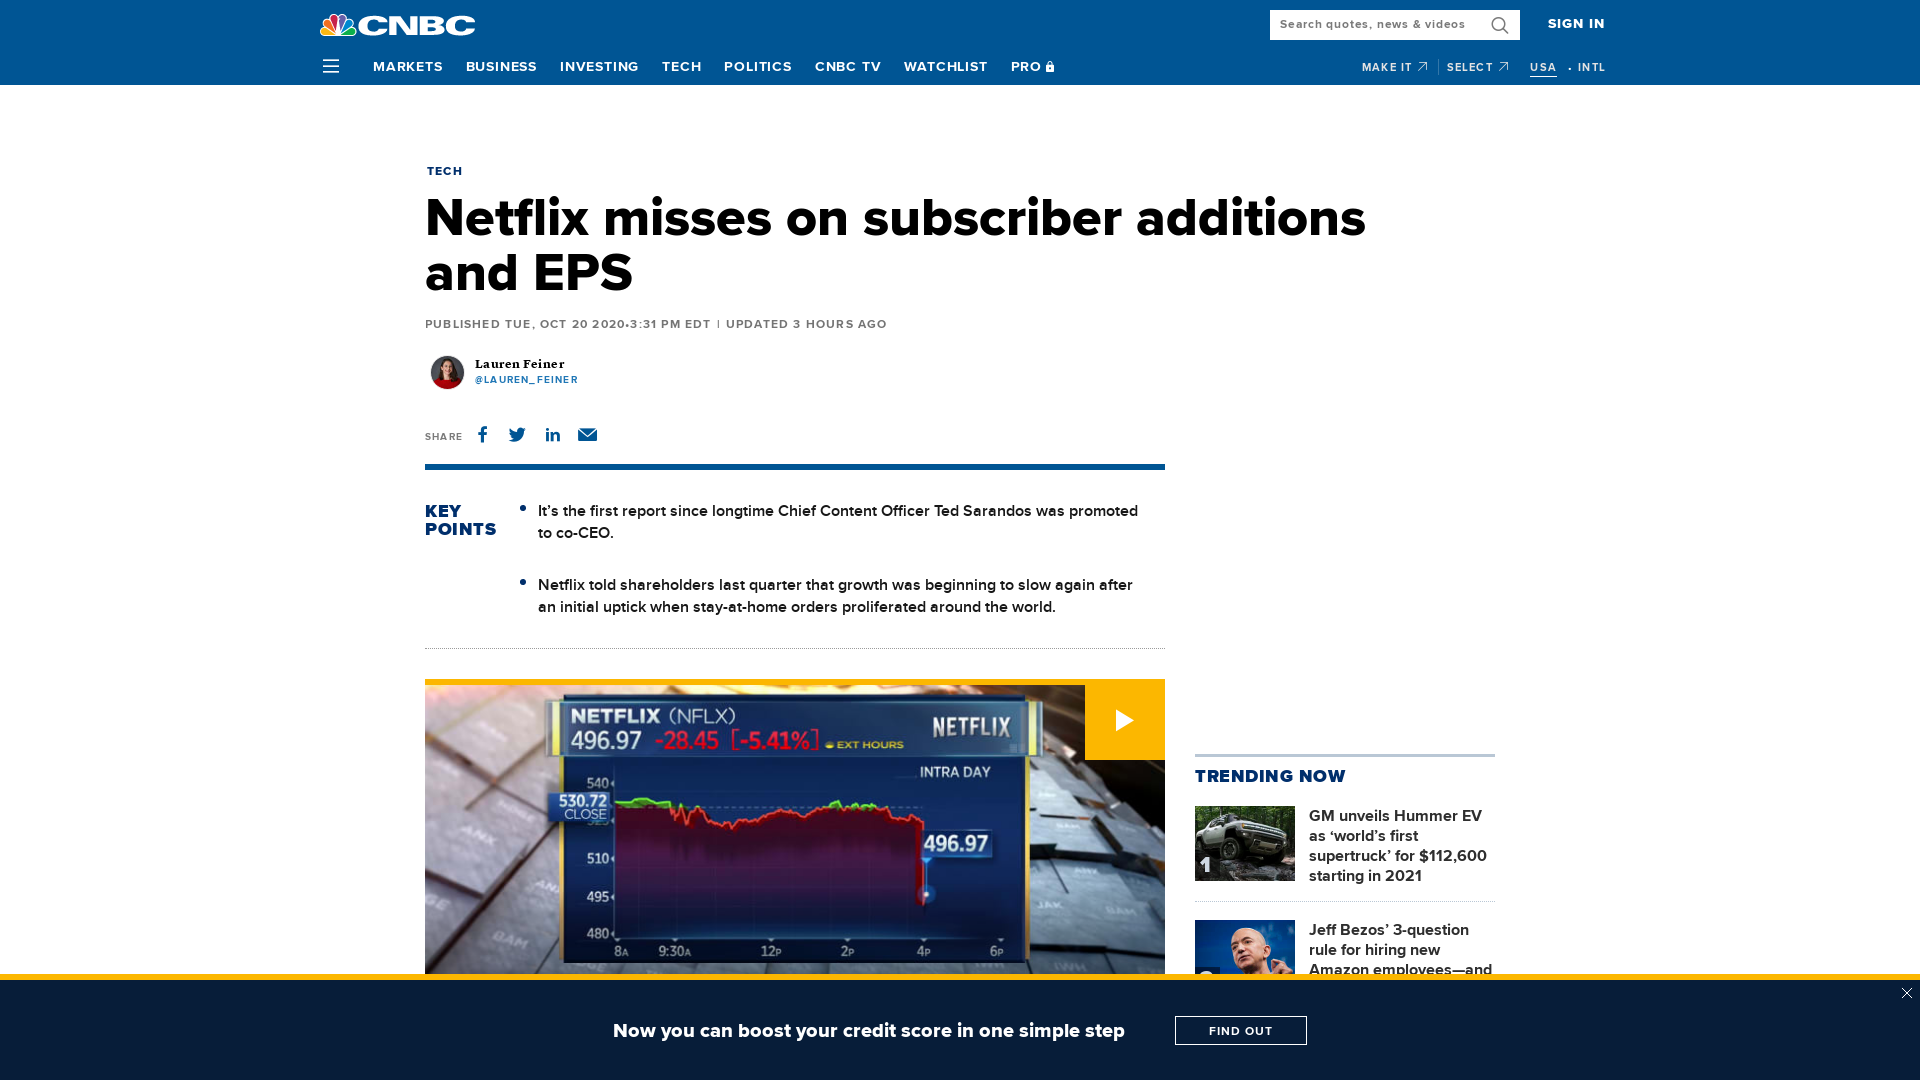 CNBC
Search quotes, news & videos
SIGN IN
MARKETS BUSINESS INVESTING TECH POLITICS CNBC TV WATCHLIST PRO
MAKE IT SELECT USA • INTL
TECH
Netflix misses on subscriber additions
and EPS
PUBLISHED TUE, OCT 20 2020•3:31 PM EDT | UPDATED 3 HOURS AGO
Lauren Feiner
@LAUREN_FEINER
SHARE
KEY
POINTS
It’s the first report since longtime Chief Content Officer Ted Sarandos was promoted
to co-CEO.
Netflix told shareholders last quarter that growth was beginning to slow again after
an initial uptick when stay-at-home orders proliferated around the world.
NETFLIX (NFLX)
496.97 -28.45 [-5.41%] EXT HOURS
NETFLIX
INTRA DAY
540
530.72
CLOSE
525
496.97
510
495
480
8A 9:30A 12P 2P 4P 6P
ANX
BAM
JAK
BAM
TRENDING NOW
1
GM unveils Hummer EV
as ‘world’s first
supertruck’ for $112,600
starting in 2021
Jeff Bezos’ 3-question
rule for hiring new
Amazon employees—and
Now you can boost your credit score in one simple step
FIND OUT